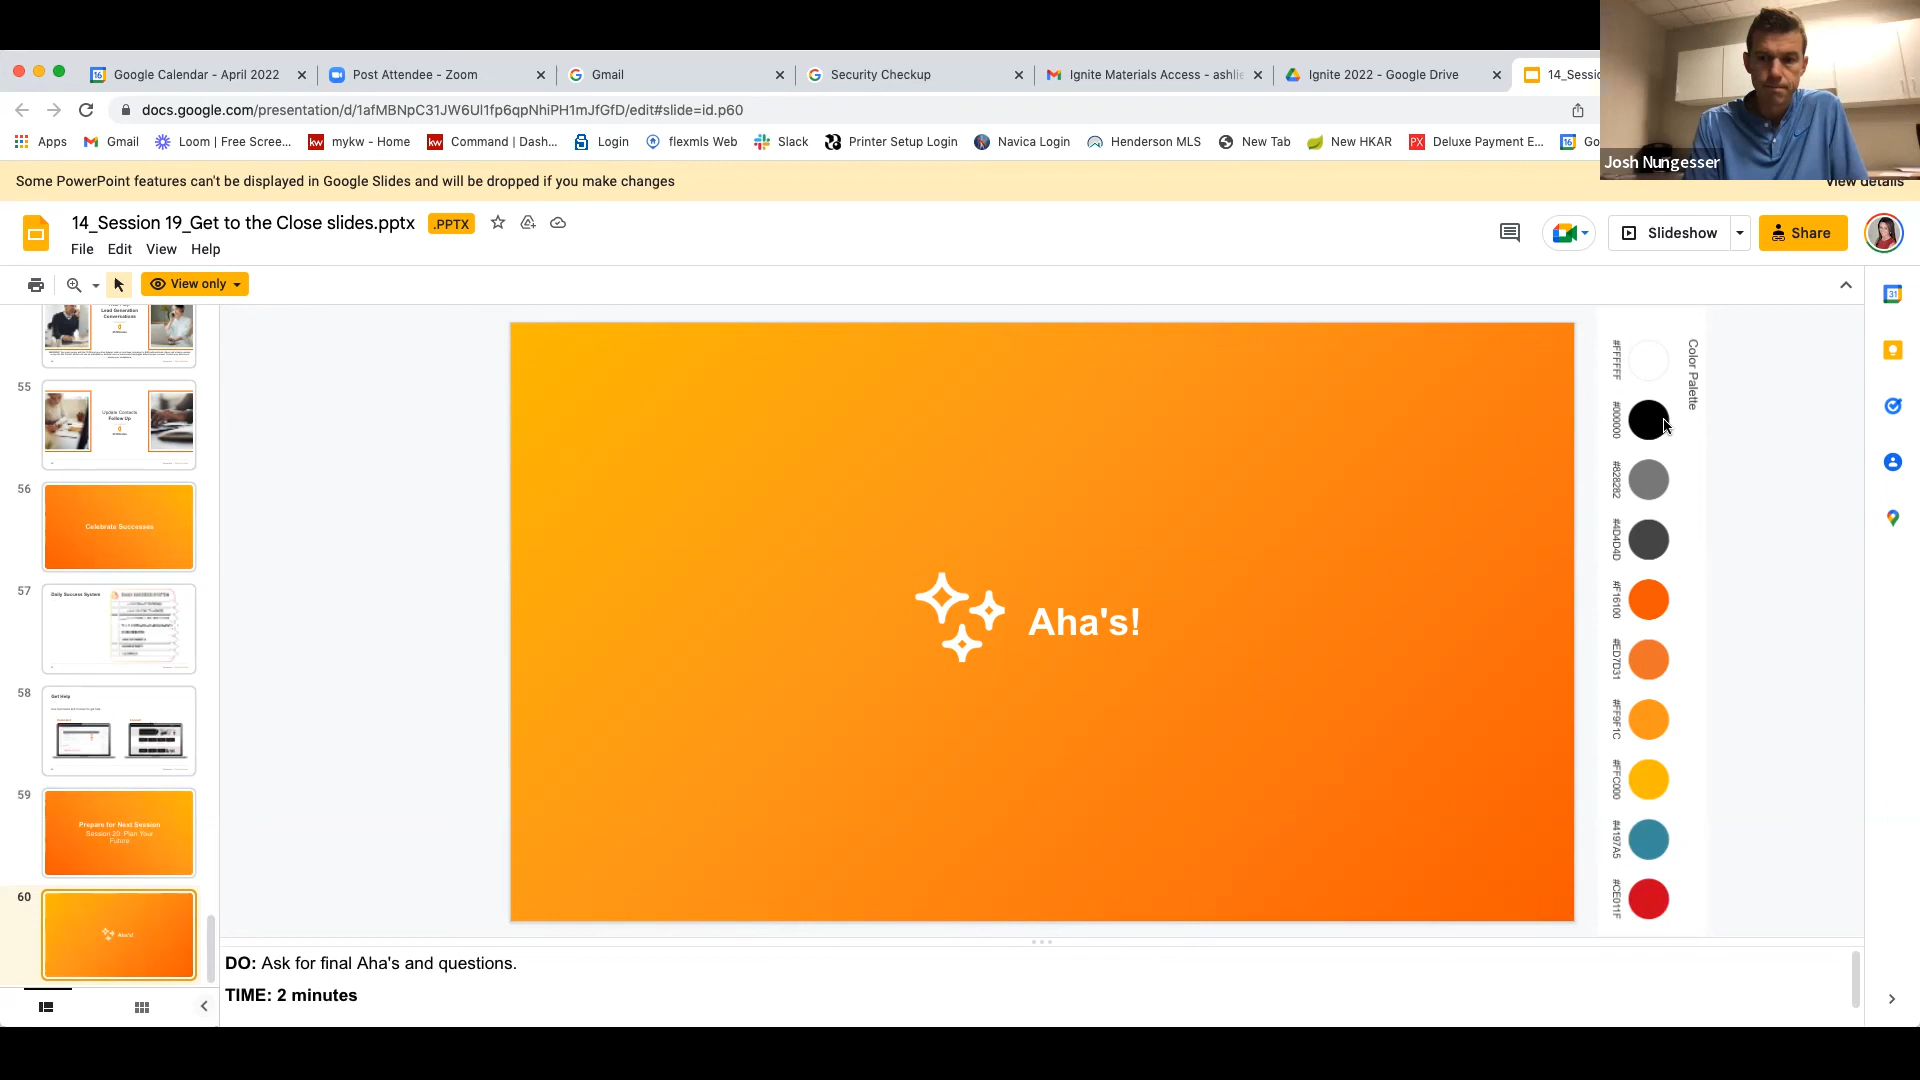 Google Calendar - April 2022
Post Attendee - Zoom
Gmail
Security Checkup
Ignite Materials Access - ashlie
Ignite 2022 - Google Drive
14_Sessi
docs.google.com/presentation/d/1afMBNpC31JW6Ul1fp6qpNhiPH1mJfGfD/edit#slide=id.p60
Apps
Gmail
Loom | Free Scree...
mykw - Home
Command | Dash...
Login
flexmls Web
Slack
Printer Setup Login
Navica Login
Henderson MLS
New Tab
New HKAR
Deluxe Payment E...
Go
Josh Nungesser
Some PowerPoint features can't be displayed in Google Slides and will be dropped if you make changes
View details
14_Session 19_Get to the Close slides.pptx
.PPTX
File
Edit
View
Help
Slideshow
Share
View only
Lead Generation
Conversations
55
Update Contacts
Follow Up
56
Celebrate Successes
57
Daily Success System
58
Get Help
59
Prepare for Next Session
Session 20: Plan Your
Future
60
Aha's!
Aha's!
Color Palette
#FFFFFF
#000000
#828282
#4D4D4D
#F16100
#ED7D31
#FF9F1C
#FFC000
#4197A5
#CE011F
DO: Ask for final Aha's and questions.
TIME: 2 minutes